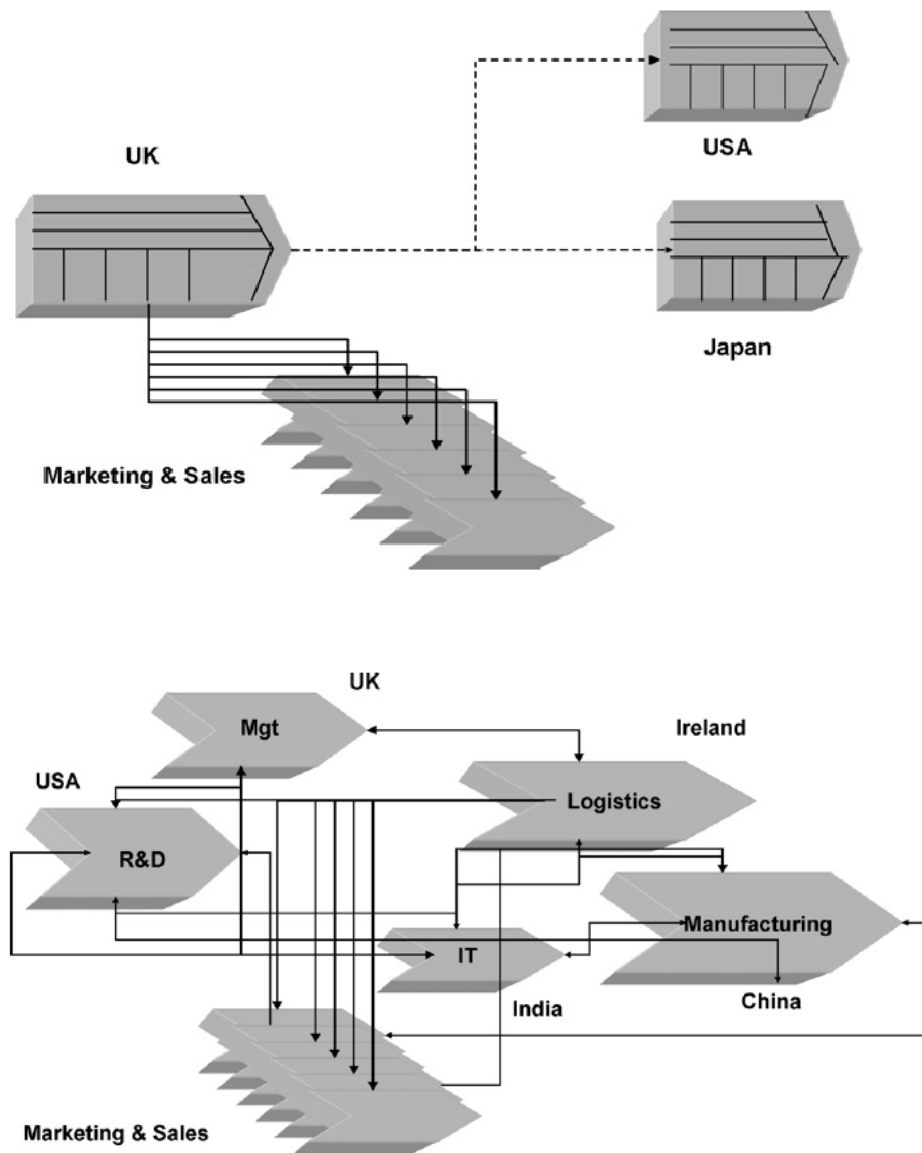 USA
UK
Japan
Marketing & Sales
UK
Mgt
Ireland
USA
Logistics
R&D
Manufacturing
IT
India
China
Marketing & Sales